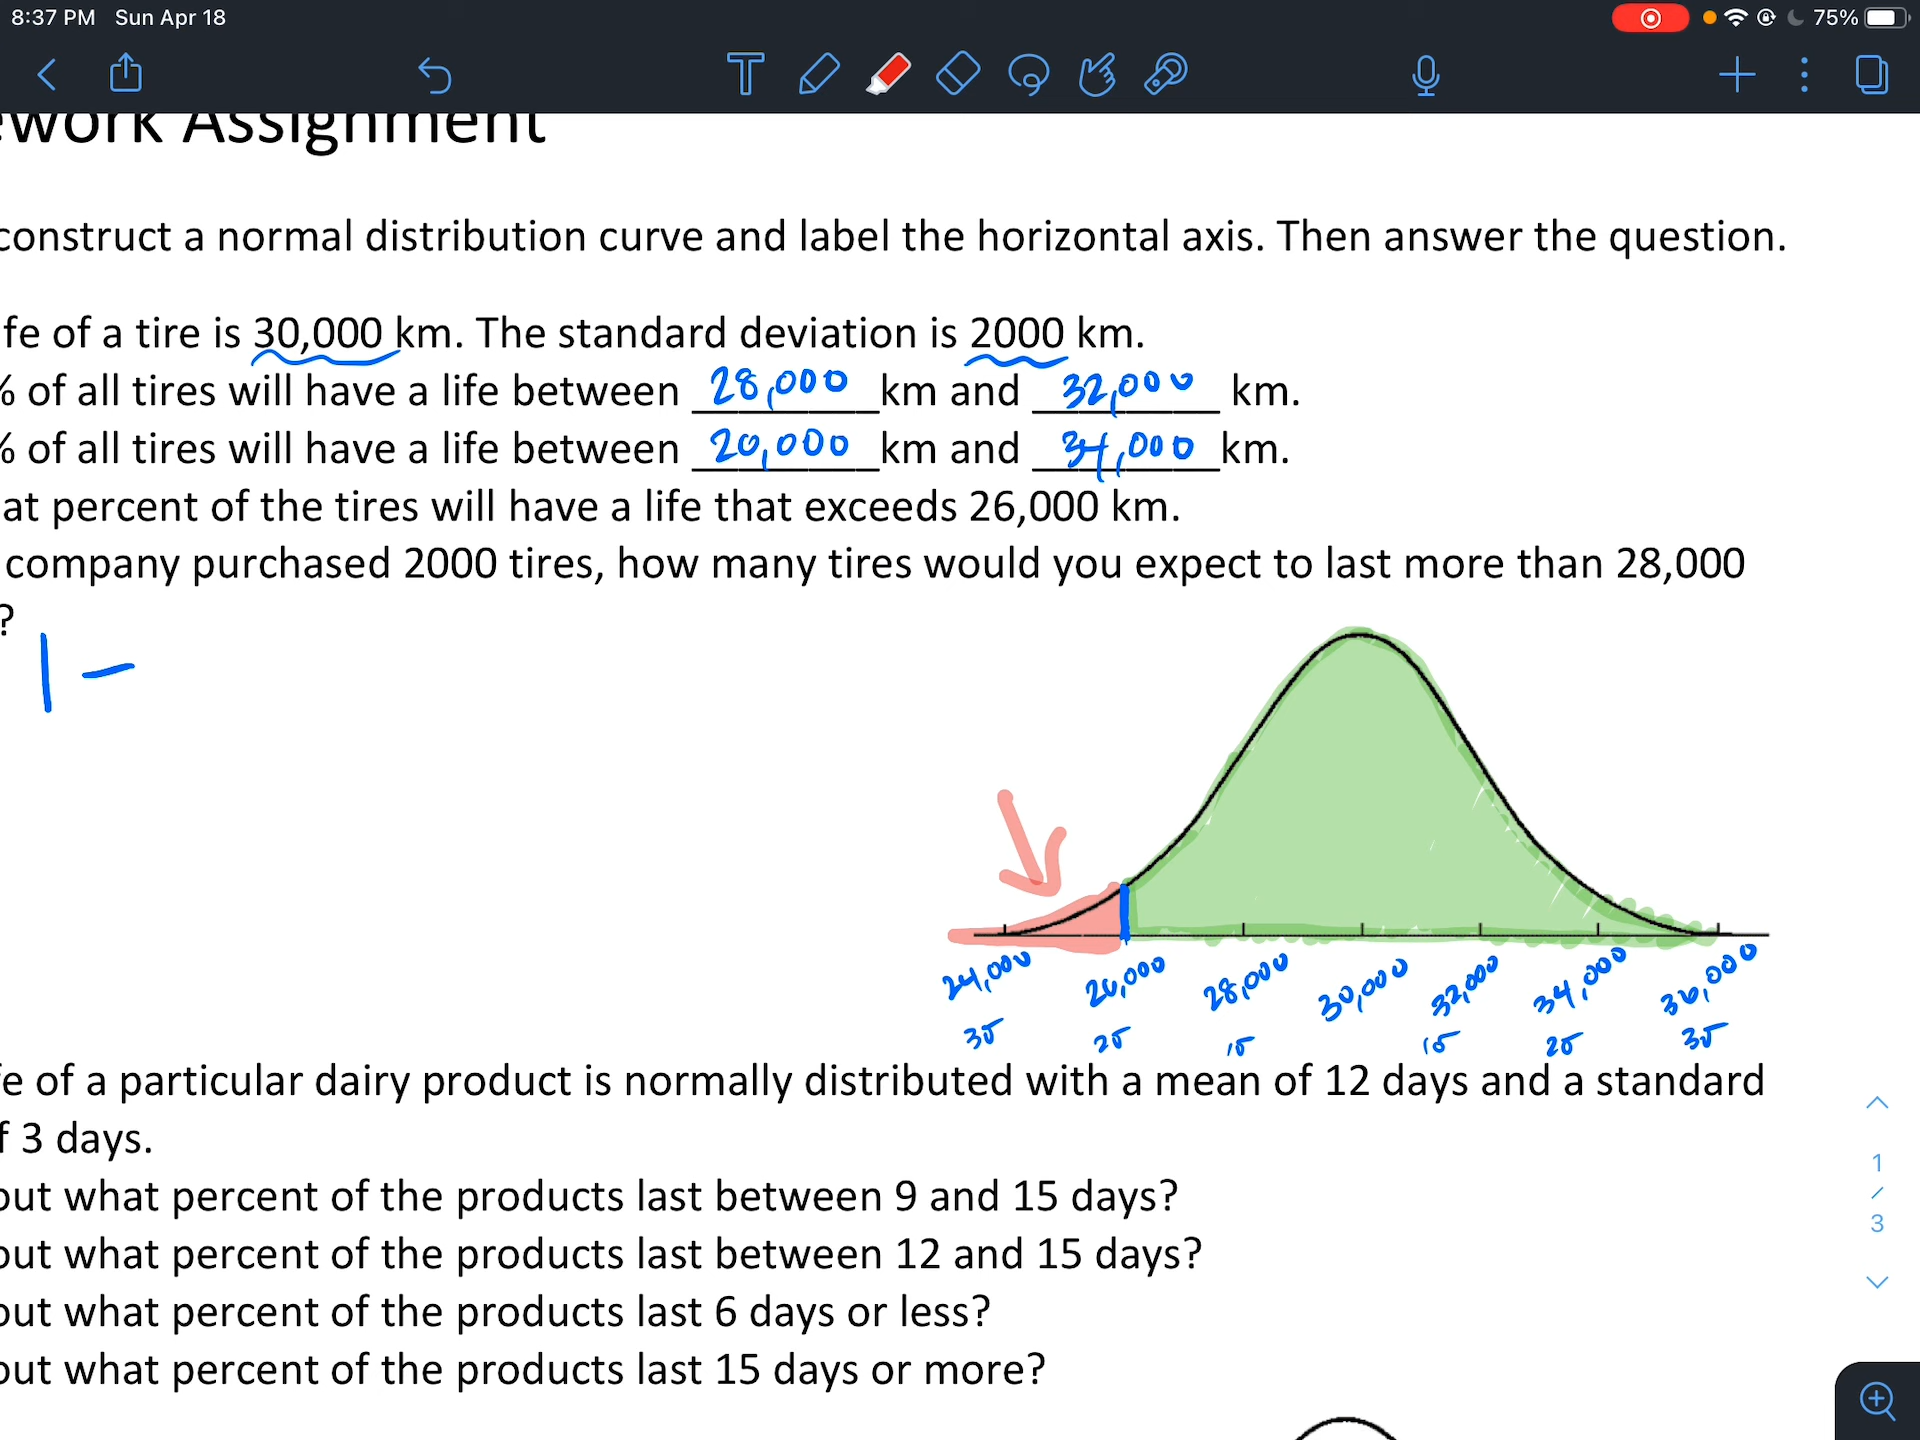 8:37 PM Sun Apr 18
75%
ework Assignment
construct a normal distribution curve and label the horizontal axis. Then answer the question.
fe of a tire is 30,000 km. The standard deviation is 2000 km.
% of all tires will have a life between 28,000 km and 32,000 km.
% of all tires will have a life between 26,000 km and 34,000 km.
at percent of the tires will have a life that exceeds 26,000 km.
company purchased 2000 tires, how many tires would you expect to last more than 28,000
?
1 –
24,000 26,000 28,000 30,000 32,000 34,000 36,000
3σ 2σ 1σ 1σ 2σ 3σ
fe of a particular dairy product is normally distributed with a mean of 12 days and a standard
f 3 days.
out what percent of the products last between 9 and 15 days?
out what percent of the products last between 12 and 15 days?
out what percent of the products last 6 days or less?
out what percent of the products last 15 days or more?
1
/
3